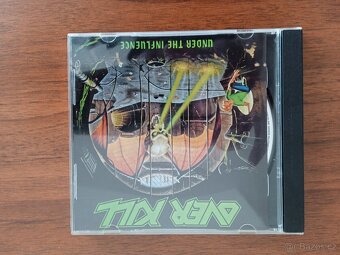 OVER KILL
UNDER THE INFLUENCE